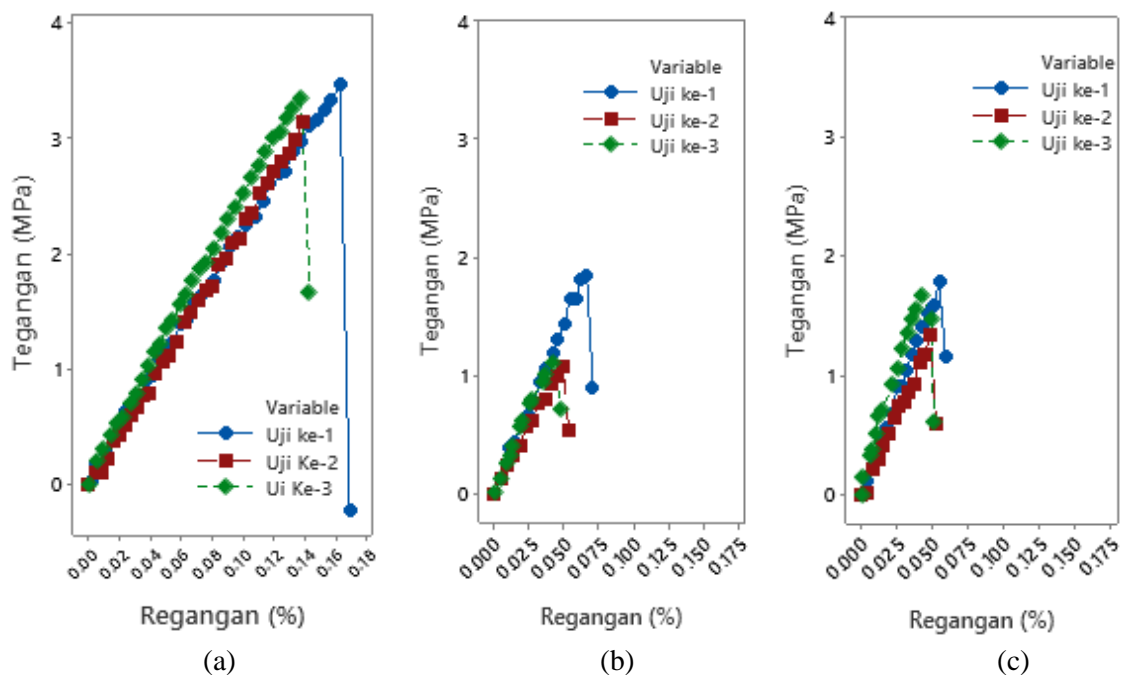 Tegangan (MPa)
4
3
2
1
0
Variable
Uji ke-1
Uji Ke-2
Ui Ke-3
0.00 0.02 0.04 0.06 0.08 0.10 0.12 0.14 0.16 0.18
Regangan (%)
(a)
Tegangan (MPa)
4
3
2
1
0
Variable
Uji ke-1
Uji ke-2
Uji ke-3
0.000 0.025 0.050 0.075 0.100 0.125 0.150 0.175
Regangan (%)
(b)
Tegangan (MPa)
4
3
2
1
0
Variable
Uji ke-1
Uji ke-2
Uji ke-3
0.000 0.025 0.050 0.075 0.100 0.125 0.150 0.175
Regangan (%)
(c)